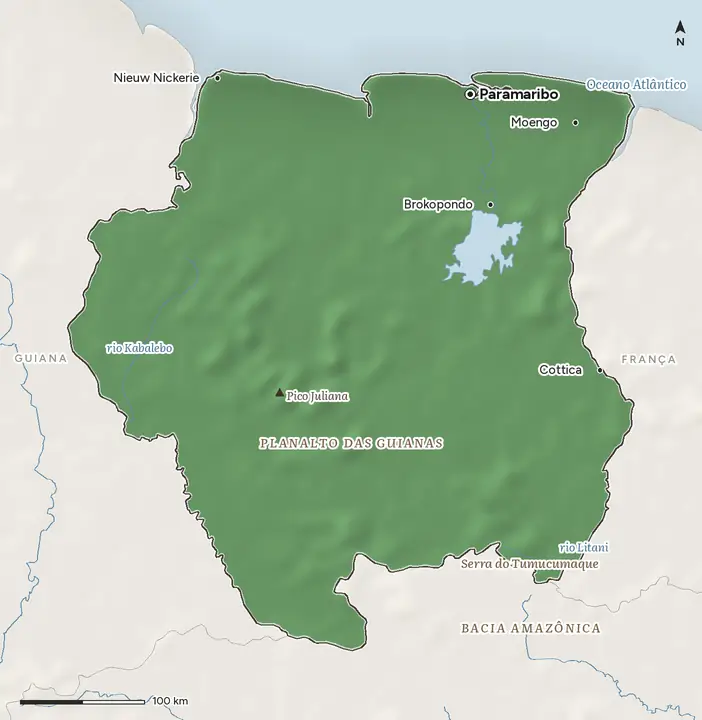 N
Nieuw Nickerie
Oceano Atlântico
Paramaribo
Moengo
Brokopondo
rio Kabalebo
GUIANA
FRANÇA
Cottica
Pico Juliana
PLANALTO DAS GUIANAS
rio Litani
Serra do Tumucumaque
BACIA AMAZÔNICA
100 km